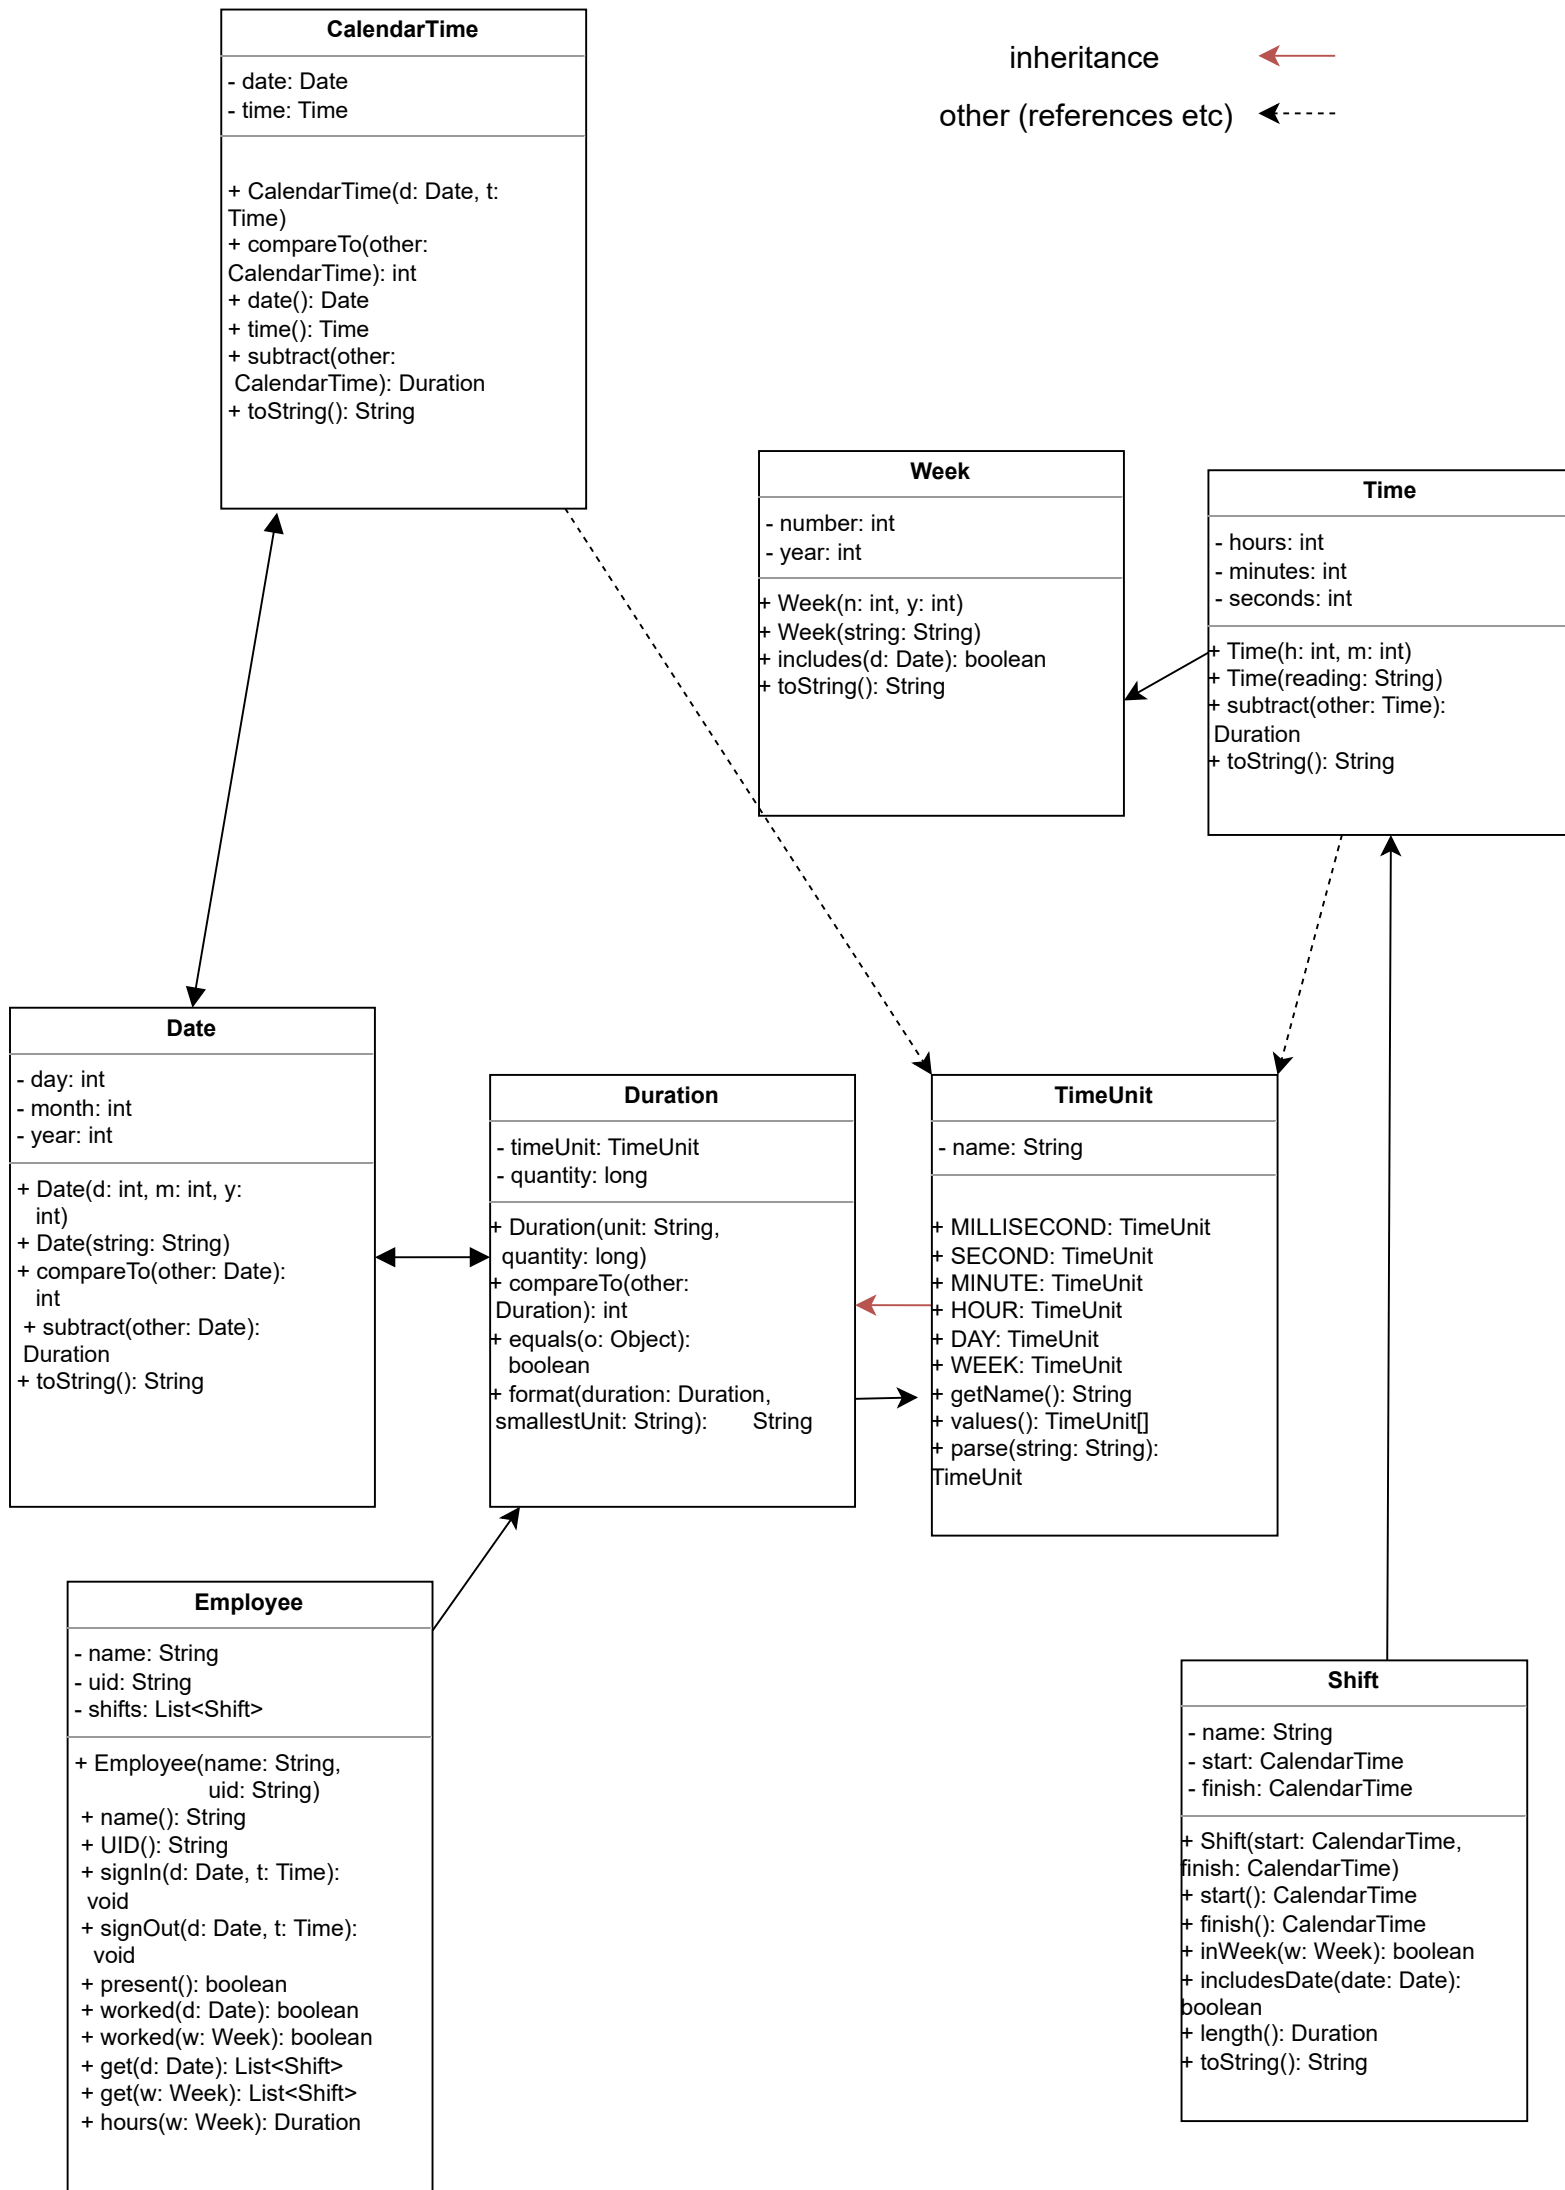 CalendarTime
- date: Date
- time: Time
+ CalendarTime(d: Date, t:
Time)
+ compareTo(other:
CalendarTime): int
+ date(): Date
+ time(): Time
+ subtract(other:
CalendarTime): Duration
+ toString(): String
inheritance
other (references etc)
Week
- number: int
- year: int
+ Week(n: int, y: int)
+ Week(string: String)
+ includes(d: Date): boolean
+ toString(): String
Time
- hours: int
- minutes: int
- seconds: int
+ Time(h: int, m: int)
+ Time(reading: String)
+ subtract(other: Time):
Duration
+ toString(): String
Date
- day: int
- month: int
- year: int
+ Date(d: int, m: int, y:
int)
+ Date(string: String)
+ compareTo(other: Date):
int
+ subtract(other: Date):
Duration
+ toString(): String
Duration
- timeUnit: TimeUnit
- quantity: long
+ Duration(unit: String,
quantity: long)
+ compareTo(other:
Duration): int
+ equals(o: Object):
boolean
+ format(duration: Duration,
smallestUnit: String): String
TimeUnit
- name: String
+ MILLISECOND: TimeUnit
+ SECOND: TimeUnit
+ MINUTE: TimeUnit
+ HOUR: TimeUnit
+ DAY: TimeUnit
+ WEEK: TimeUnit
+ getName(): String
+ values(): TimeUnit[]
+ parse(string: String):
TimeUnit
Employee
- name: String
- uid: String
- shifts: List<Shift>
+ Employee(name: String,
uid: String)
+ name(): String
+ UID(): String
+ signIn(d: Date, t: Time):
void
+ signOut(d: Date, t: Time):
void
+ present(): boolean
+ worked(d: Date): boolean
+ worked(w: Week): boolean
+ get(d: Date): List<Shift>
+ get(w: Week): List<Shift>
+ hours(w: Week): Duration
Shift
- name: String
- start: CalendarTime
- finish: CalendarTime
+ Shift(start: CalendarTime,
finish: CalendarTime)
+ start(): CalendarTime
+ finish(): CalendarTime
+ inWeek(w: Week): boolean
+ includesDate(date: Date):
boolean
+ length(): Duration
+ toString(): String